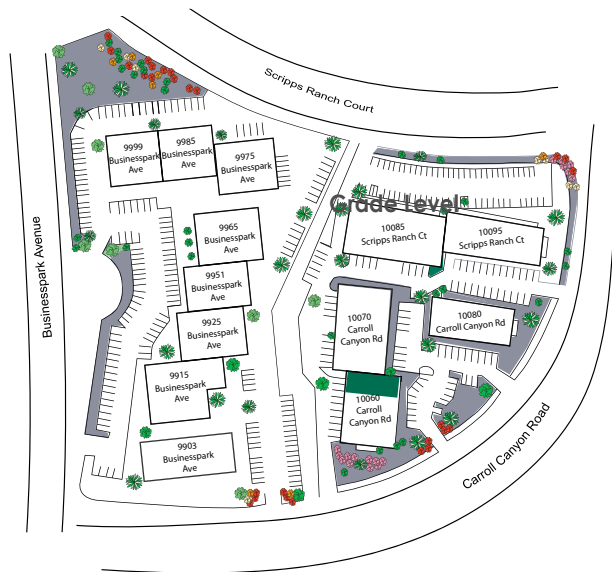 Scripps Ranch Court
9999
Businesspark
Ave
9985
Businesspark
Ave
9975
Businesspark
Ave
Grade Level
10085
Scripps Ranch Ct
10095
Scripps Ranch Ct
9965
Businesspark
Ave
9951
Businesspark
Ave
Businesspark Avenue
10070
Carroll
Canyon Rd
10080
Carroll Canyon Rd
9925
Businesspark
Ave
9915
Businesspark
Ave
10060
Carroll
Canyon Rd
9903
Businesspark
Ave
Carroll Canyon Road